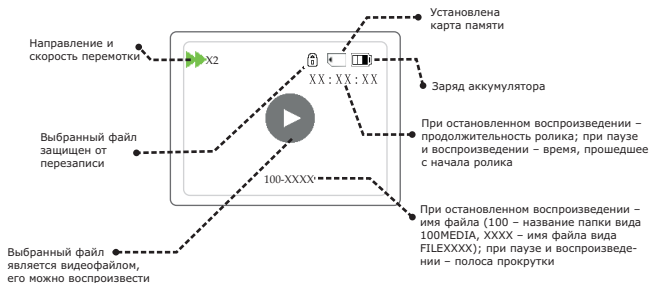 Установлена
карта памяти
Направление и
скорость перемотки
X2
XX:XX:XX
Заряд аккумулятора
При остановленном воспроизведении –
продолжительность ролика; при паузе
и воспроизведении – время, прошедшее
с начала ролика
Выбранный файл
защищен от
перезаписи
100-XXXX
При остановленном воспроизведении –
имя файла (100 – название папки вида
100MEDIA, XXXX – имя файла вида
FILEXXXX); при паузе и воспроизведе-
нии – полоса прокрутки
Выбранный файл
является видеофайлом,
его можно воспроизвести